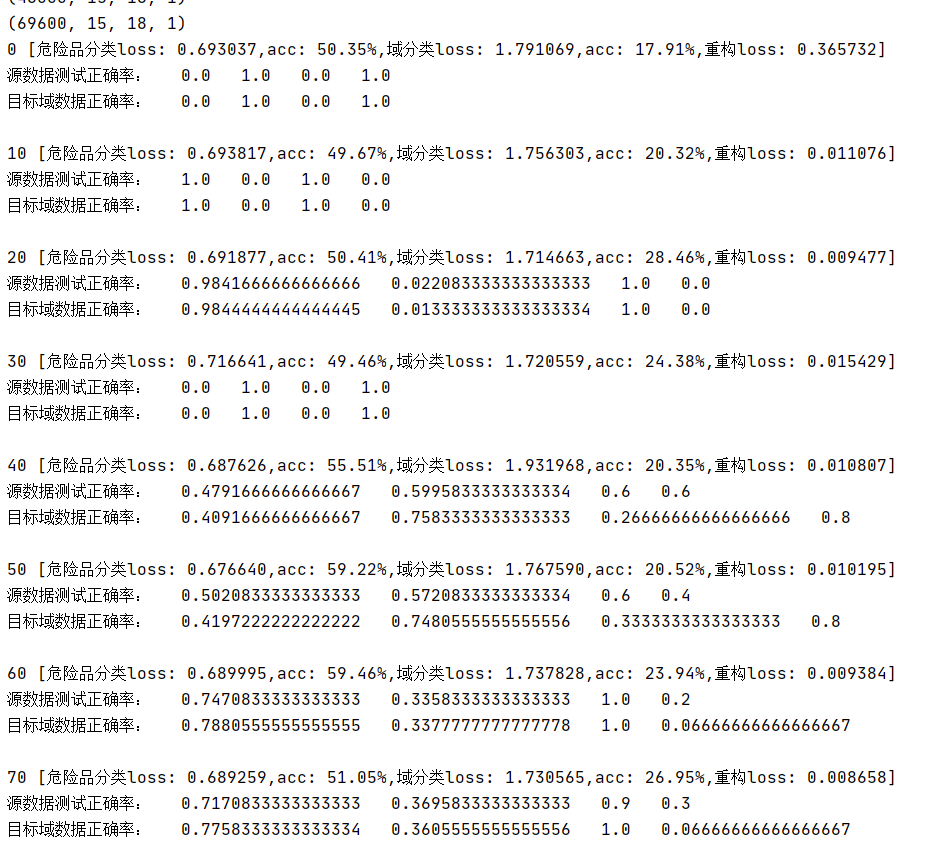 (69600, 15, 18, 1)
0 [危险品分类loss: 0.693037,acc: 50.35%,域分类loss: 1.791069,acc: 17.91%,重构loss: 0.365732]
源数据测试正确率：   0.0   1.0   0.0   1.0
目标域数据正确率：   0.0   1.0   0.0   1.0
10 [危险品分类loss: 0.693817,acc: 49.67%,域分类loss: 1.756303,acc: 20.32%,重构loss: 0.011076]
源数据测试正确率：   1.0   0.0   1.0   0.0
目标域数据正确率：   1.0   0.0   1.0   0.0
20 [危险品分类loss: 0.691877,acc: 50.41%,域分类loss: 1.714663,acc: 28.46%,重构loss: 0.009477]
源数据测试正确率：   0.9841666666666666   0.022083333333333333   1.0   0.0
目标域数据正确率：   0.9844444444444445   0.013333333333333334   1.0   0.0
30 [危险品分类loss: 0.716641,acc: 49.46%,域分类loss: 1.720559,acc: 24.38%,重构loss: 0.015429]
源数据测试正确率：   0.0   1.0   0.0   1.0
目标域数据正确率：   0.0   1.0   0.0   1.0
40 [危险品分类loss: 0.687626,acc: 55.51%,域分类loss: 1.931968,acc: 20.35%,重构loss: 0.010807]
源数据测试正确率：   0.4791666666666667   0.5995833333333334   0.6   0.6
目标域数据正确率：   0.4091666666666667   0.7583333333333333   0.26666666666666666   0.8
50 [危险品分类loss: 0.676640,acc: 59.22%,域分类loss: 1.767590,acc: 20.52%,重构loss: 0.010195]
源数据测试正确率：   0.5020833333333333   0.5720833333333334   0.6   0.4
目标域数据正确率：   0.4197222222222222   0.7480555555555556   0.3333333333333333   0.8
60 [危险品分类loss: 0.689995,acc: 59.46%,域分类loss: 1.737828,acc: 23.94%,重构loss: 0.009384]
源数据测试正确率：   0.7470833333333333   0.3358333333333333   1.0   0.2
目标域数据正确率：   0.7880555555555555   0.3377777777777778   1.0   0.06666666666666667
70 [危险品分类loss: 0.689259,acc: 51.05%,域分类loss: 1.730565,acc: 26.95%,重构loss: 0.008658]
源数据测试正确率：   0.7170833333333333   0.3695833333333333   0.9   0.3
目标域数据正确率：   0.7758333333333334   0.3605555555555556   1.0   0.06666666666666667